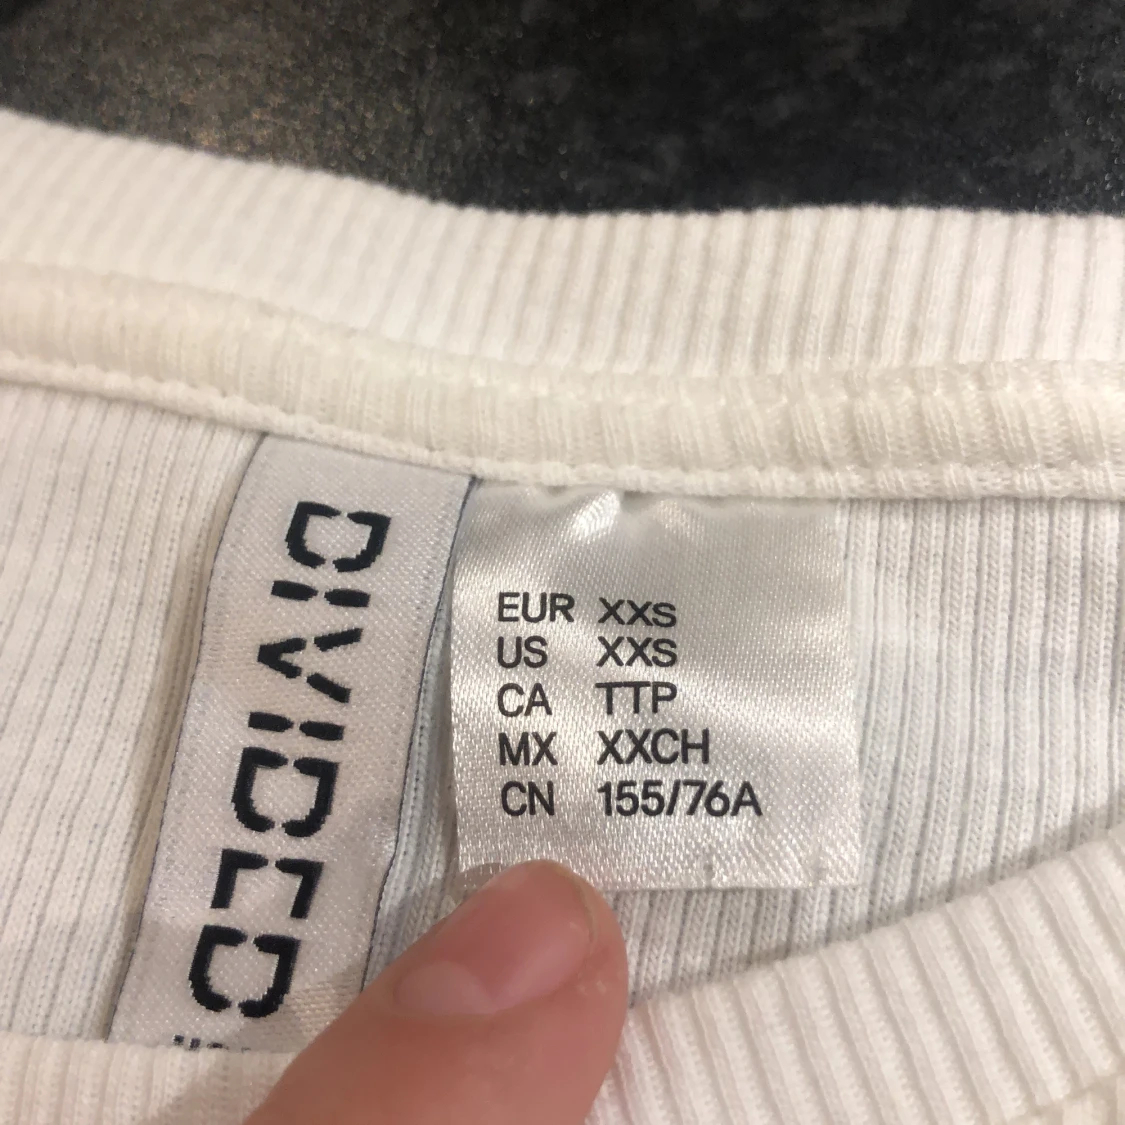 DIVIDED
EUR XXS
US XXS
CA TTP
MX XXCH
CN 155/76A